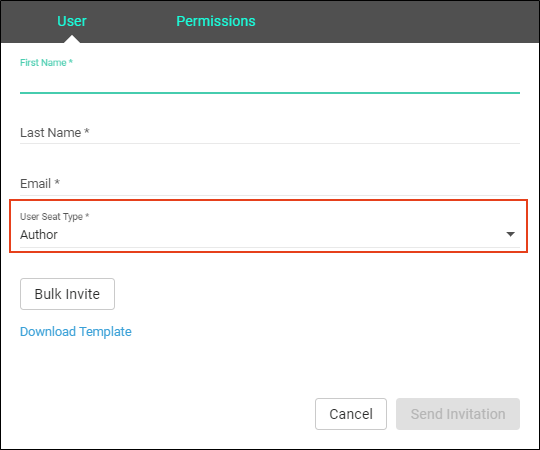 User Permissions
First Name *
Last Name *
Email *
User Seat Type *
Author
Bulk Invite
Download Template
Cancel Send Invitation